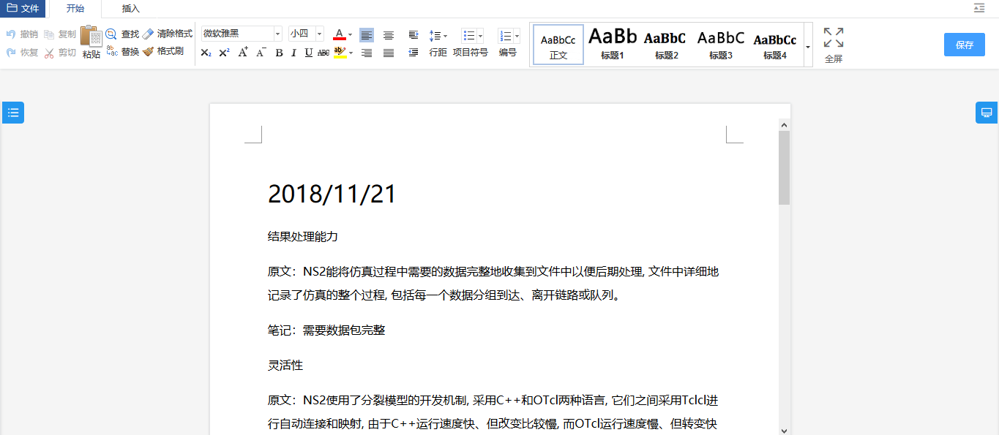 文件 开始 插入
撤销 复制 查找 清除格式 微软雅黑 小四 A
恢复 剪切 粘贴 替换 格式刷 X₂ X² A⁺ A⁻ B I U ABC ab 行距 项目符号 编号
AaBbCc AaBb AaBbC AaBbC AaBbCc
正文 标题1 标题2 标题3 标题4
全屏
保存
2018/11/21
结果处理能力
原文：NS2能将仿真过程中需要的数据完整地收集到文件中以便后期处理, 文件中详细地
记录了仿真的整个过程, 包括每一个数据分组到达、离开链路或队列。
笔记：需要数据包完整
灵活性
原文：NS2使用了分裂模型的开发机制, 采用C++和OTcl两种语言, 它们之间采用Tclcl进
行自动连接和映射, 由于C++运行速度快、但改变比较慢, 而OTcl运行速度慢、但转变快